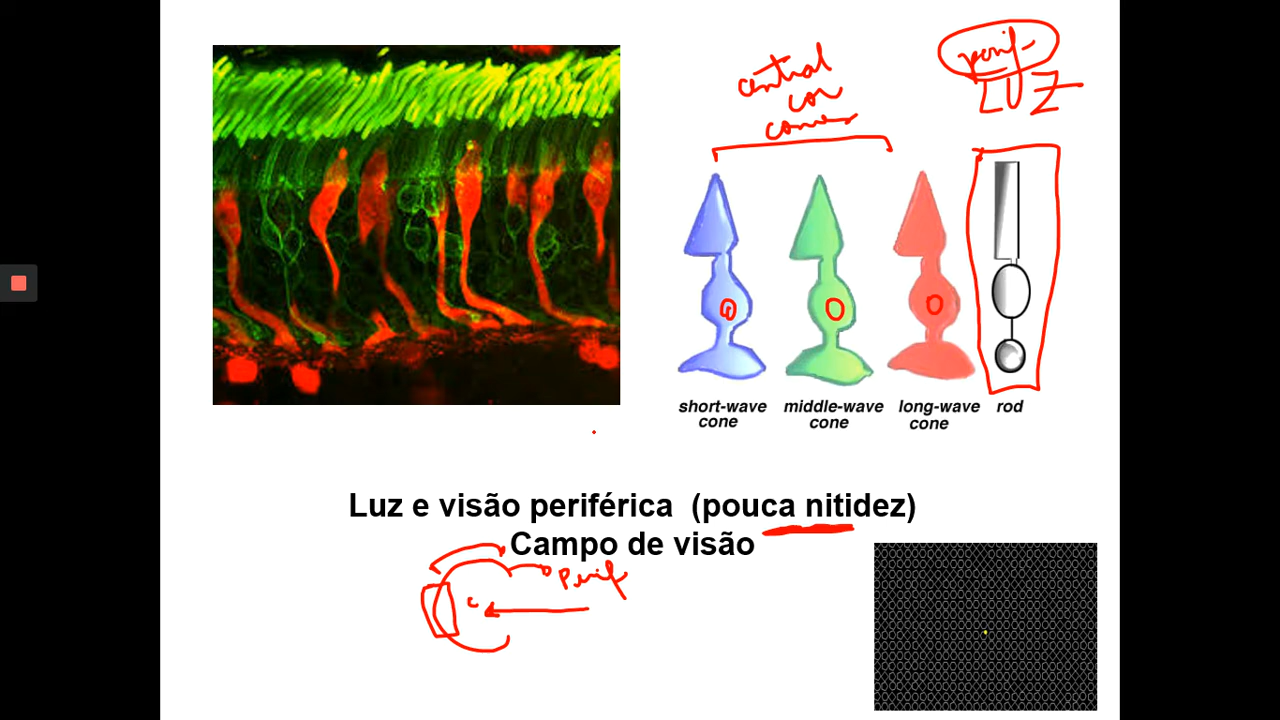 central
cor
cones
perif
LUZ
short-wave cone
middle-wave cone
long-wave cone
rod
Luz e visão periférica (pouca nitidez)
Campo de visão
Perif
c